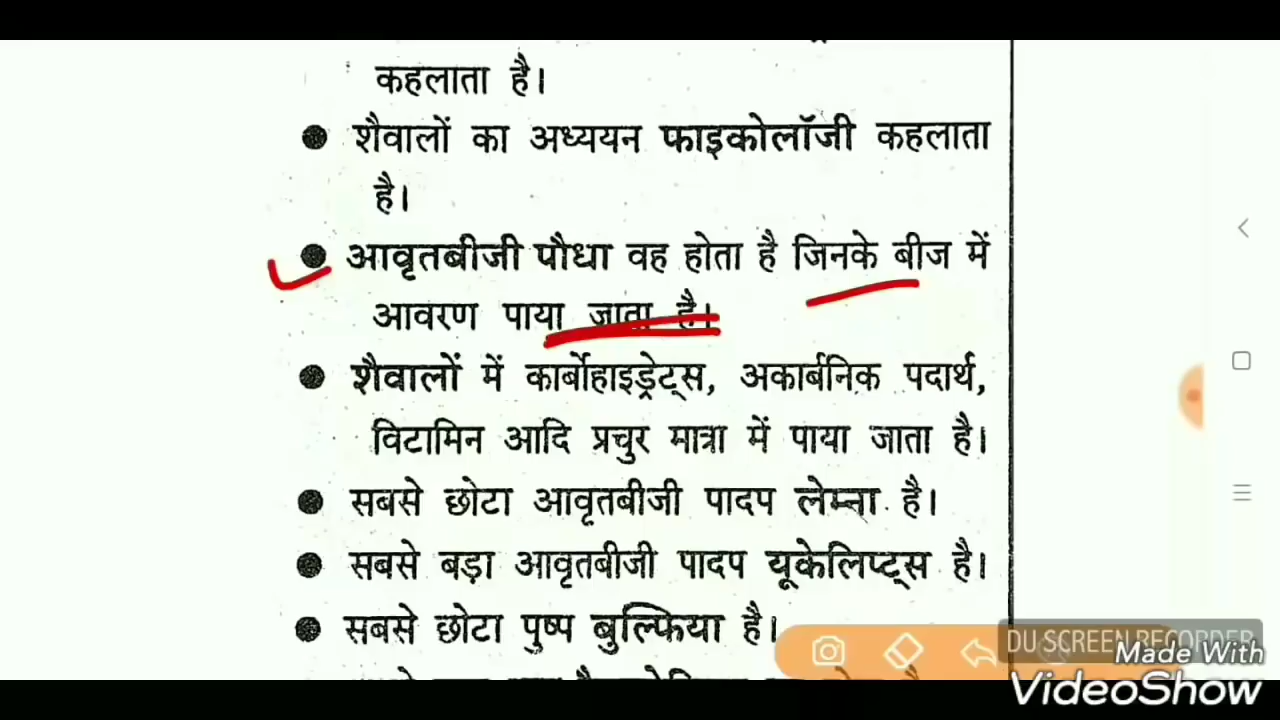 कहलाता है।
● शैवालों का अध्ययन फाइकोलॉजी कहलाता
है।
● आवृतबीजी पौधा वह होता है जिनके बीज में
आवरण पाया जाता है।
● शैवालों में कार्बोहाइड्रेट्स, अकार्बनिक पदार्थ,
विटामिन आदि प्रचुर मात्रा में पाया जाता है।
● सबसे छोटा आवृतबीजी पादप लेम्ना है।
● सबसे बड़ा आवृतबीजी पादप यूकेलिप्ट्स है।
● सबसे छोटा पुष्प बुल्फिया है।
DU SCREEN RECORDER
Made With
VideoShow